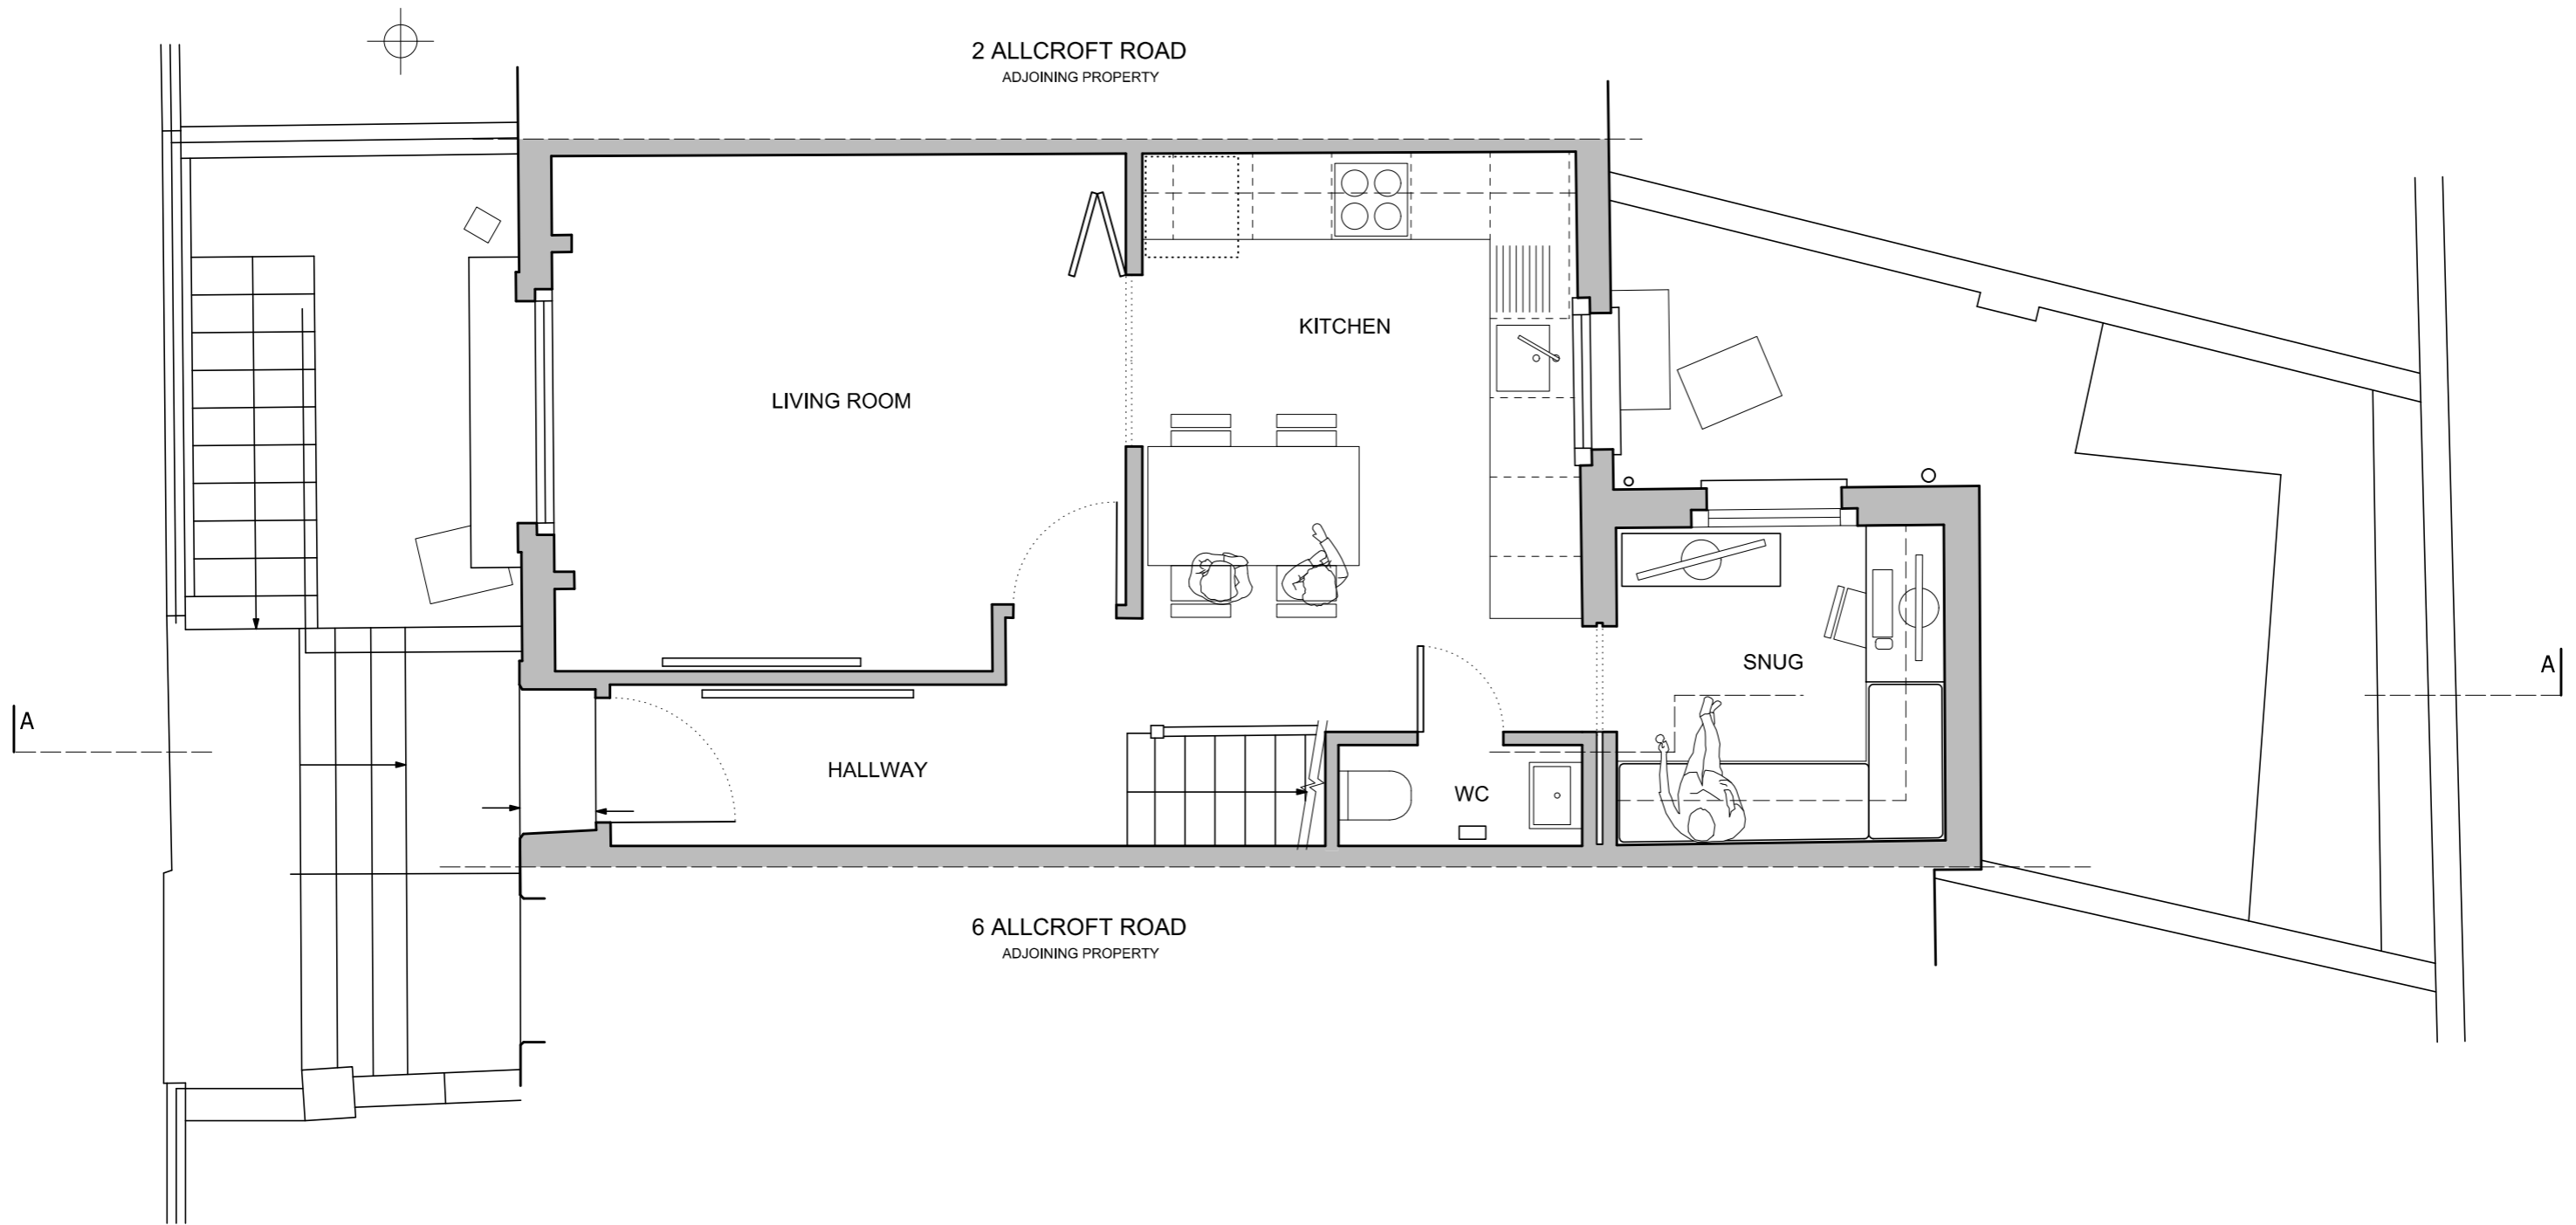 2 ALLCROFT ROAD
ADJOINING PROPERTY
KITCHEN
LIVING ROOM
SNUG
A
A
HALLWAY
WC
6 ALLCROFT ROAD
ADJOINING PROPERTY